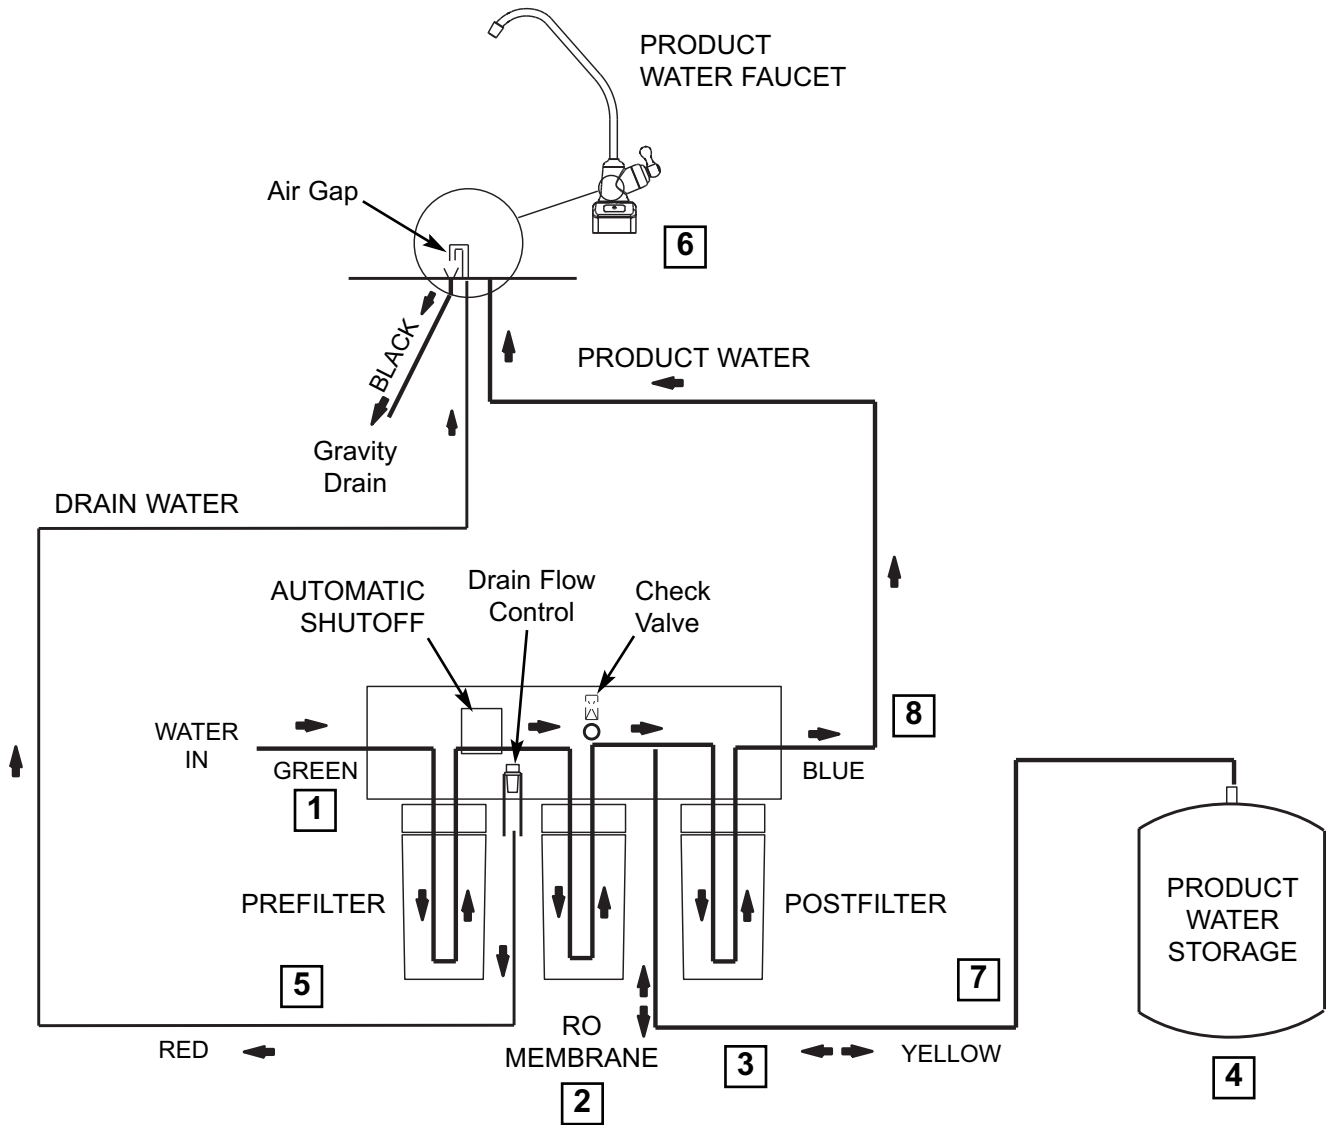 PRODUCT
WATER FAUCET
Air Gap
6
BLACK
PRODUCT WATER
Gravity
Drain
DRAIN WATER
AUTOMATIC
SHUTOFF
Drain Flow
Control
Check
Valve
WATER
IN
GREEN
1
BLUE
8
PREFILTER
POSTFILTER
PRODUCT
WATER
STORAGE
5
7
RED
RO
MEMBRANE
2
3
YELLOW
4